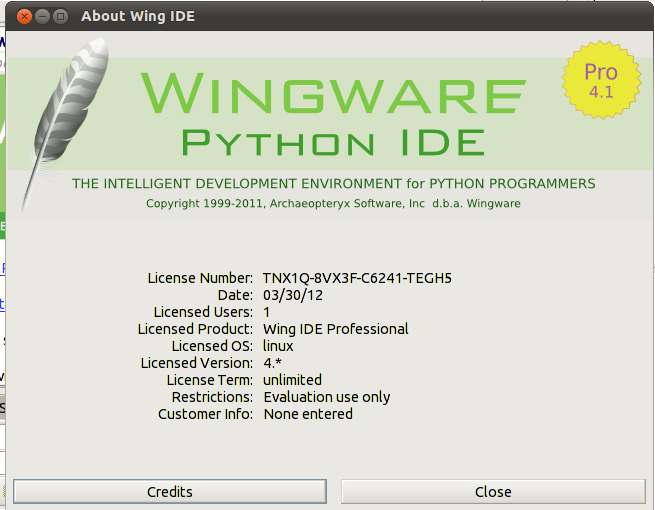 About Wing IDE
WINGWARE
PYTHON IDE
Pro
4.1
THE INTELLIGENT DEVELOPMENT ENVIRONMENT for PYTHON PROGRAMMERS
Copyright 1999-2011, Archaeopteryx Software, Inc d.b.a. Wingware
License Number: TNX1Q-8VX3F-C6241-TEGH5
Date: 03/30/12
Licensed Users: 1
Licensed Product: Wing IDE Professional
Licensed OS: linux
Licensed Version: 4.*
License Term: unlimited
Restrictions: Evaluation use only
Customer Info: None entered
Credits
Close